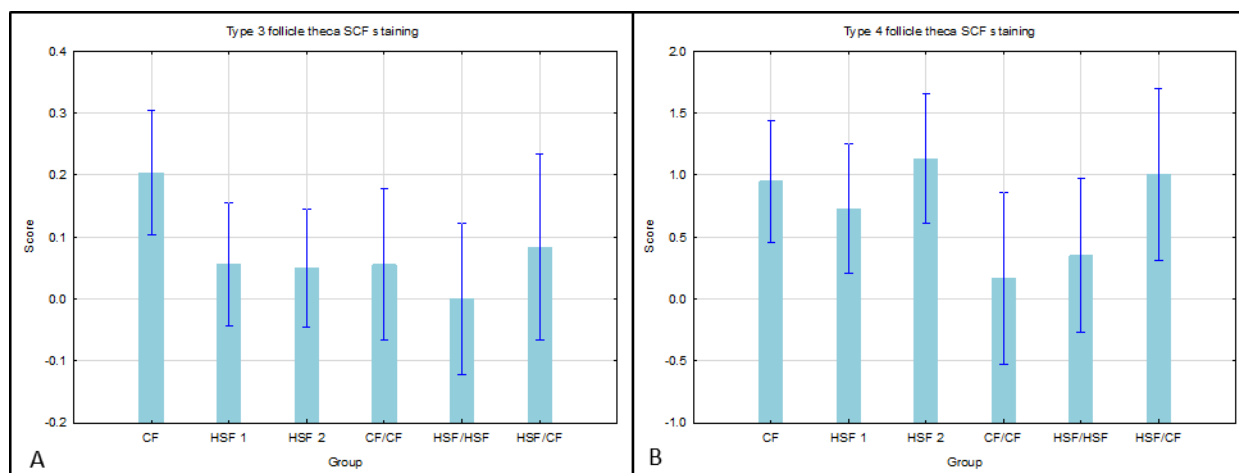 Type 3 follicle theca SCF staining
0.4
0.3
0.2
0.1
0.0
-0.1
-0.2
Score
CF HSF 1 HSF 2 CF/CF HSF/HSF HSF/CF
Group
A
Type 4 follicle theca SCF staining
2.0
1.5
1.0
0.5
0.0
-0.5
-1.0
Score
CF HSF 1 HSF 2 CF/CF HSF/HSF HSF/CF
Group
B